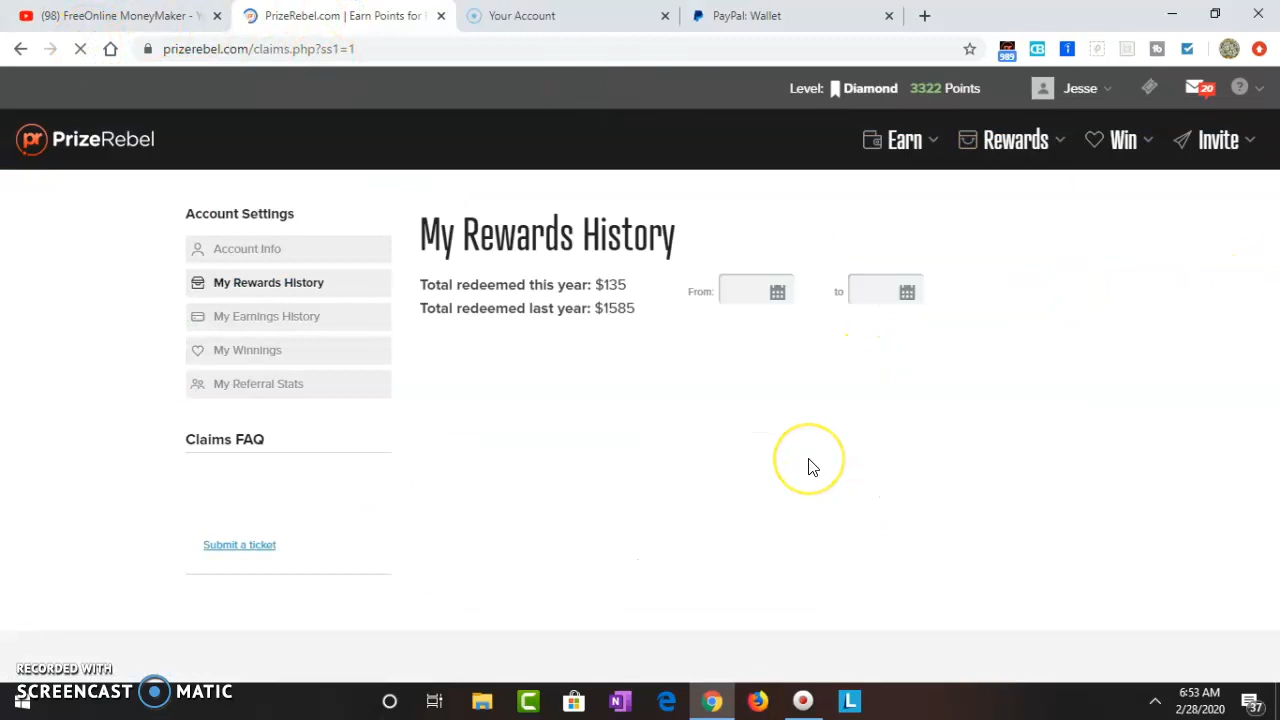 (98) FreeOnline MoneyMaker - Y
PrizeRebel.com | Earn Points for F
Your Account
PayPal: Wallet
prizerebel.com/claims.php?ss1=1
989
CB
Level: Diamond 3322 Points
Jesse
20
pr PrizeRebel
Earn
Rewards
Win
Invite
Account Settings
Account Info
My Rewards History
My Earnings History
My Winnings
My Referral Stats
Claims FAQ
Submit a ticket
My Rewards History
Total redeemed this year: $135
Total redeemed last year: $1585
From:
to
RECORDED WITH
SCREENCAST MATIC
6:53 AM
2/28/2020
37